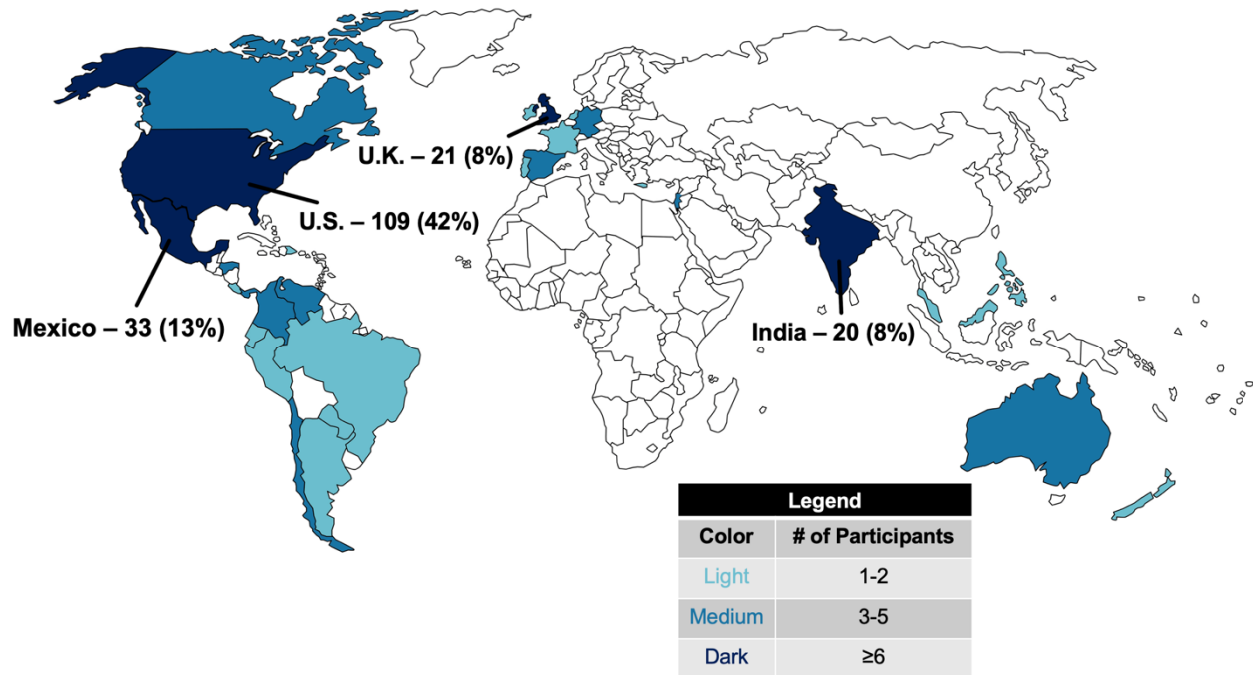 U.K. – 21 (8%)
U.S. – 109 (42%)
Mexico – 33 (13%)
India – 20 (8%)
Legend
Color # of Participants
Light 1-2
Medium 3-5
Dark ≥6